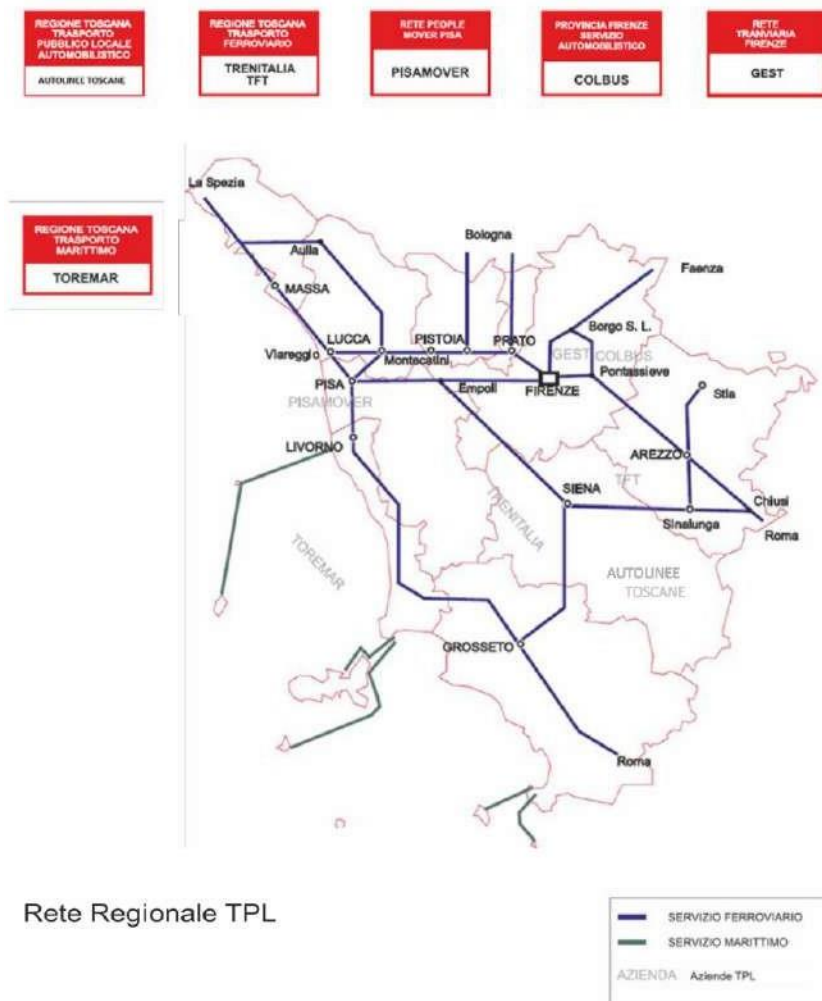 REGIONE TOSCANA
TRASPORTO
PUBBLICO LOCALE
AUTOMOBILISTICO
AUTOLINEE TOSCANE
REGIONE TOSCANA
TRASPORTO
FERROVIARIO
TRENITALIA
TFT
RETE PEOPLE
MOVER PISA
PISAMOVER
PROVINCIA FIRENZE
SERVIZIO
AUTOMOBILISTICO
COLBUS
RETE
TRANVIARIA
FIRENZE
GEST
REGIONE TOSCANA
TRASPORTO
MARITTIMO
TOREMAR
La Spezia
Bologna
Aulla
Faenza
MASSA
Borgo S. L.
LUCCA
PISTOIA
PRATO
Viareggio
Montecatini
GEST
COLBUS
Pontassieve
PISA
Empoli
FIRENZE
Stia
PISAMOVER
LIVORNO
AREZZO
TFT
SIENA
TRENITALIA
Chiusi
Sinalunga
Roma
TOREMAR
AUTOLINEE
TOSCANE
GROSSETO
Roma
Rete Regionale TPL
SERVIZIO FERROVIARIO
SERVIZIO MARITTIMO
AZIENDA Aziende TPL